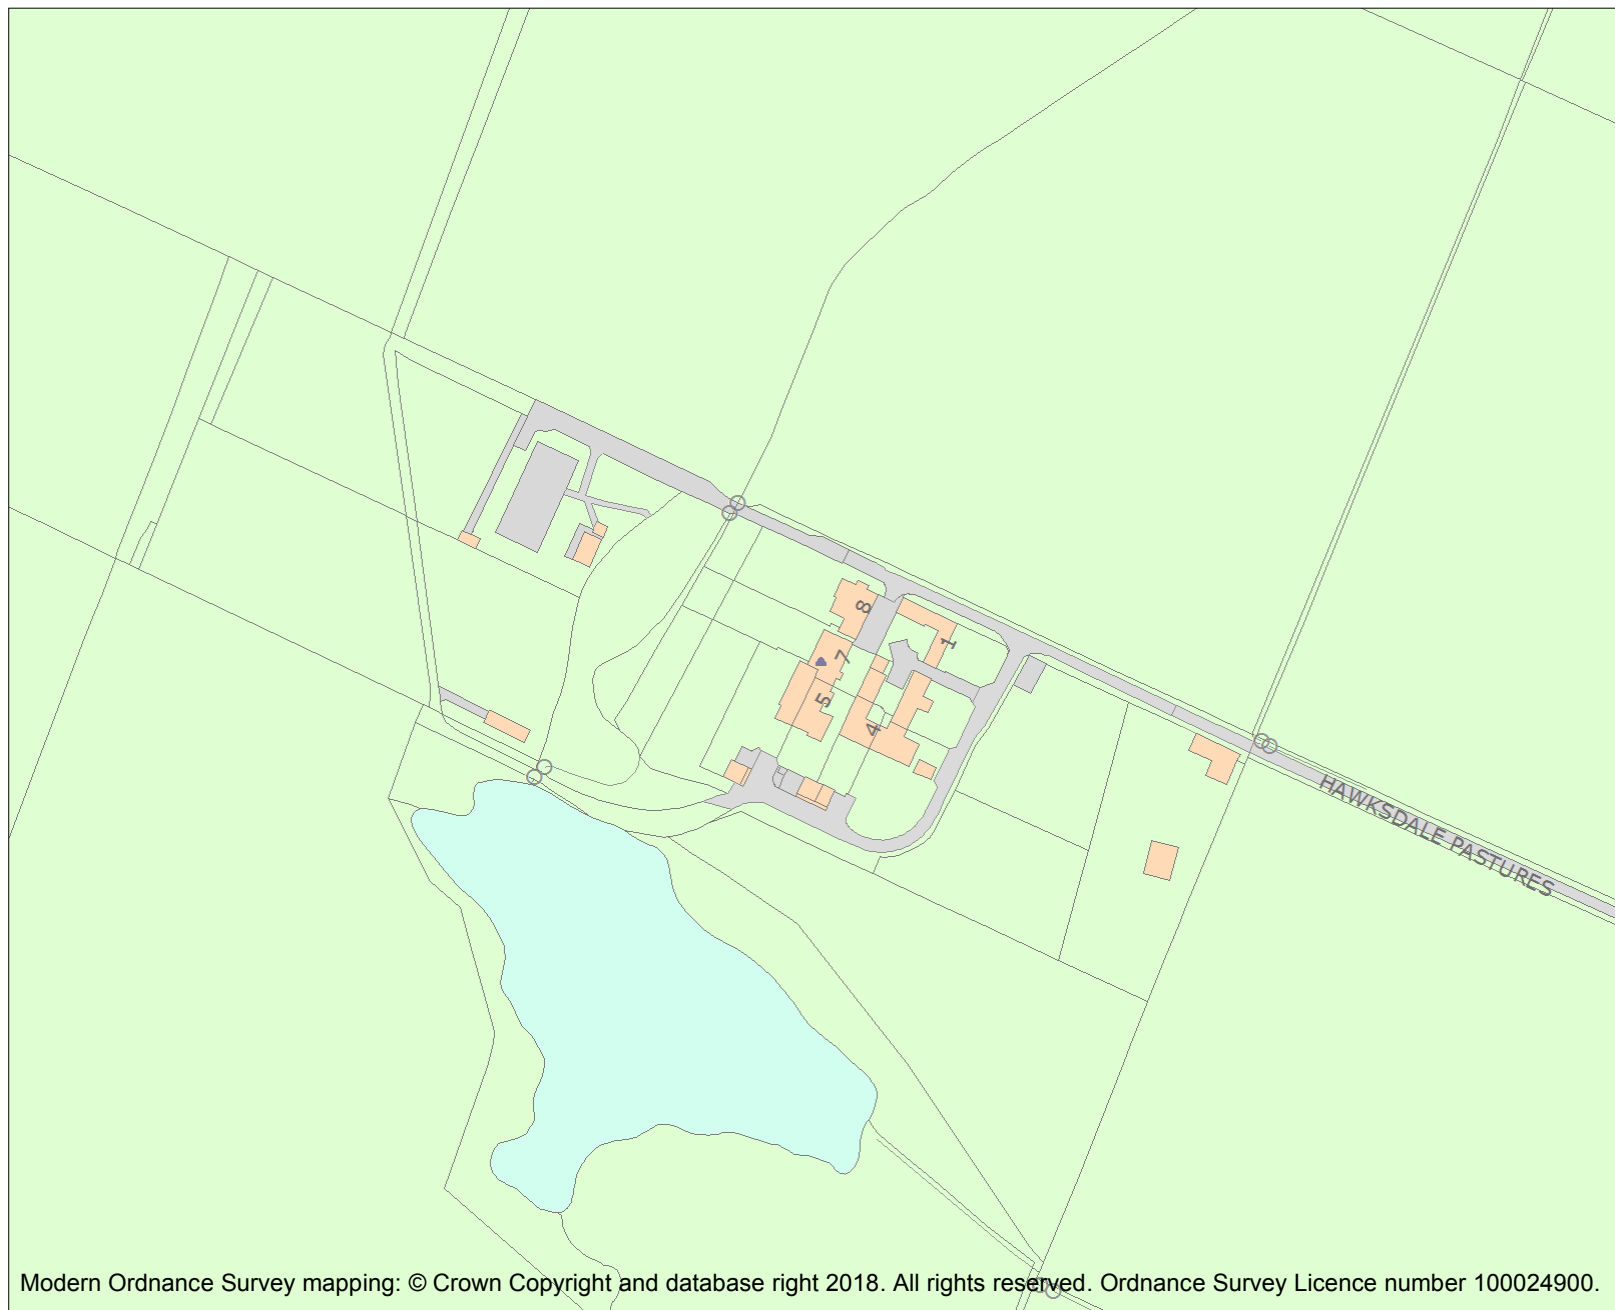 8
1
7
5
4
HAWKSDALE PASTURES
Modern Ordnance Survey mapping: © Crown Copyright and database right 2018. All rights reserved. Ordnance Survey Licence number 100024900.